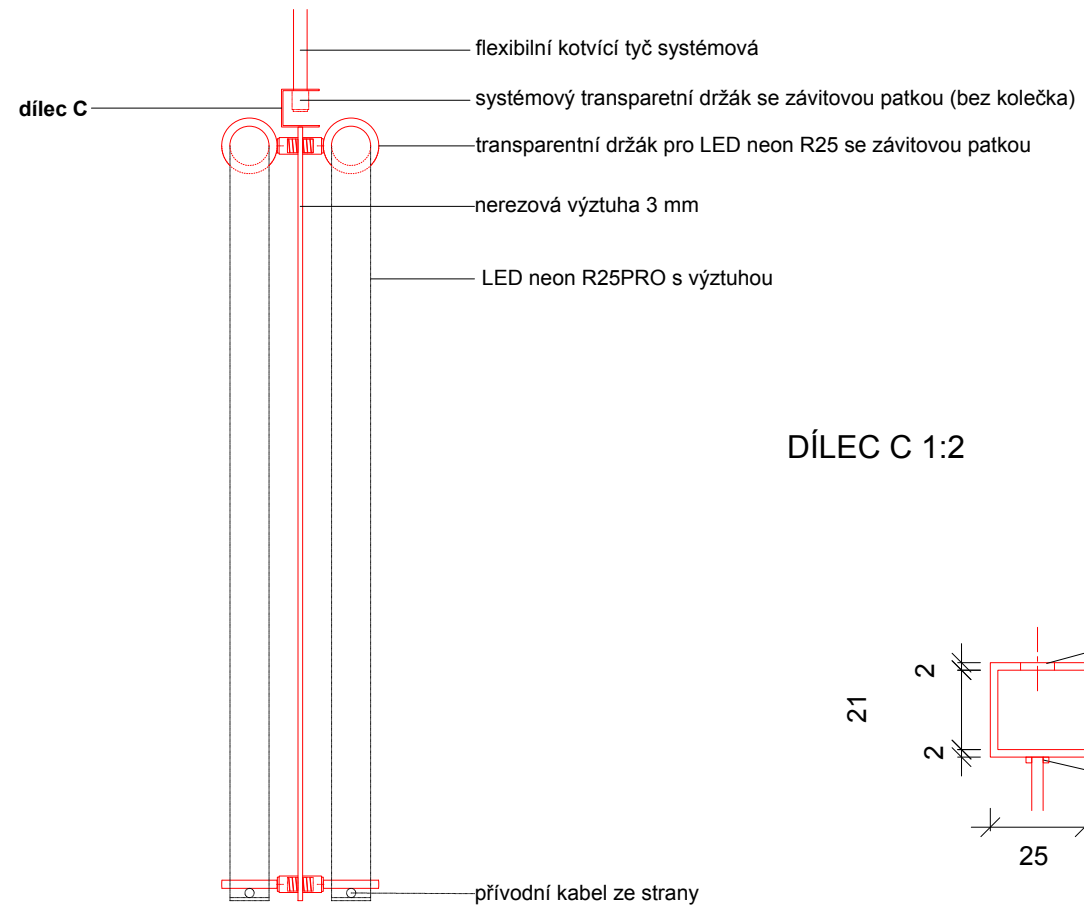 flexibilní kotvící tyč systémová
dílec C
systémový transparetní držák se závitovou patkou (bez kolečka)
transparentní držák pro LED neon R25 se závitovou patkou
nerezová výztuha 3 mm
LED neon R25PRO s výztuhou
DÍLEC C 1:2
2
21
2
25
přívodní kabel ze strany